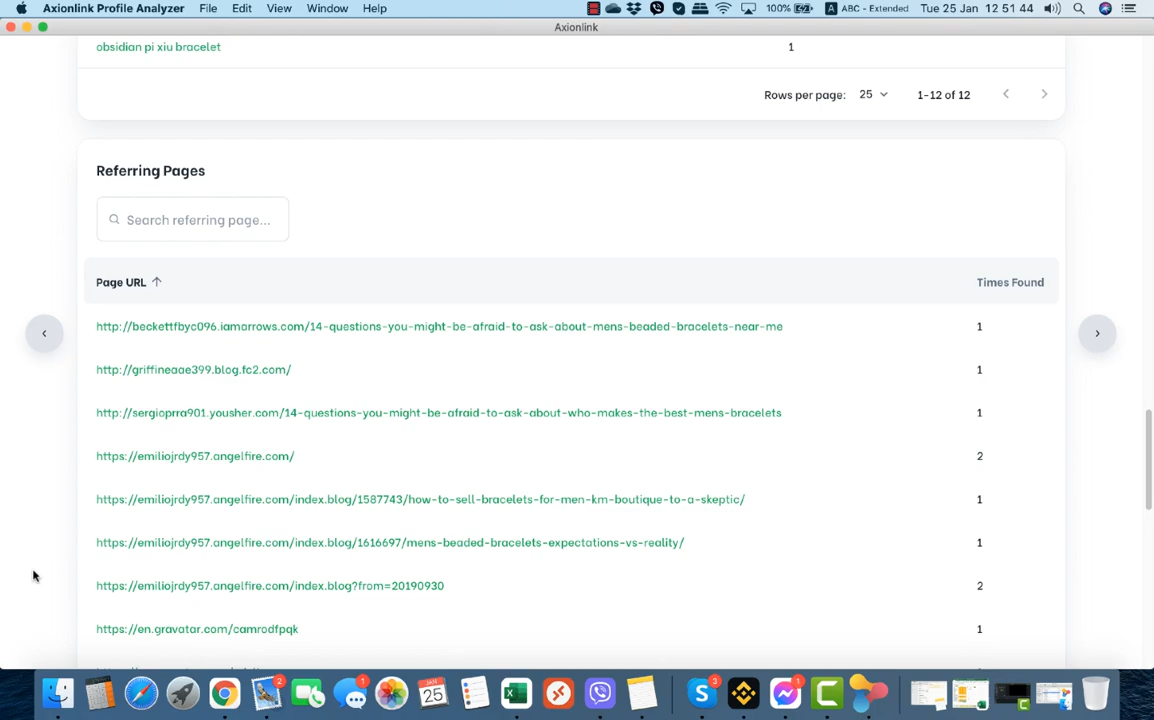 Axionlink Profile Analyzer File Edit View Window Help 100% A ABC - Extended Tue 25 Jan 12 51 44
Axionlink
obsidian pi xiu bracelet 1
Rows per page: 25 1-12 of 12
Referring Pages
Search referring page...
Page URL Times Found
http://beckettfbyc096.iamarrows.com/14-questions-you-might-be-afraid-to-ask-about-mens-beaded-bracelets-near-me 1
http://griffineaae399.blog.fc2.com/ 1
http://sergioprra901.yousher.com/14-questions-you-might-be-afraid-to-ask-about-who-makes-the-best-mens-bracelets 1
https://emiliojrdy957.angelfire.com/ 2
https://emiliojrdy957.angelfire.com/index.blog/1587743/how-to-sell-bracelets-for-men-km-boutique-to-a-skeptic/ 1
https://emiliojrdy957.angelfire.com/index.blog/1616697/mens-beaded-bracelets-expectations-vs-reality/ 1
https://emiliojrdy957.angelfire.com/index.blog?from=20190930 2
https://en.gravatar.com/camrodfpqk 1
2 1 JAN 25 3 1